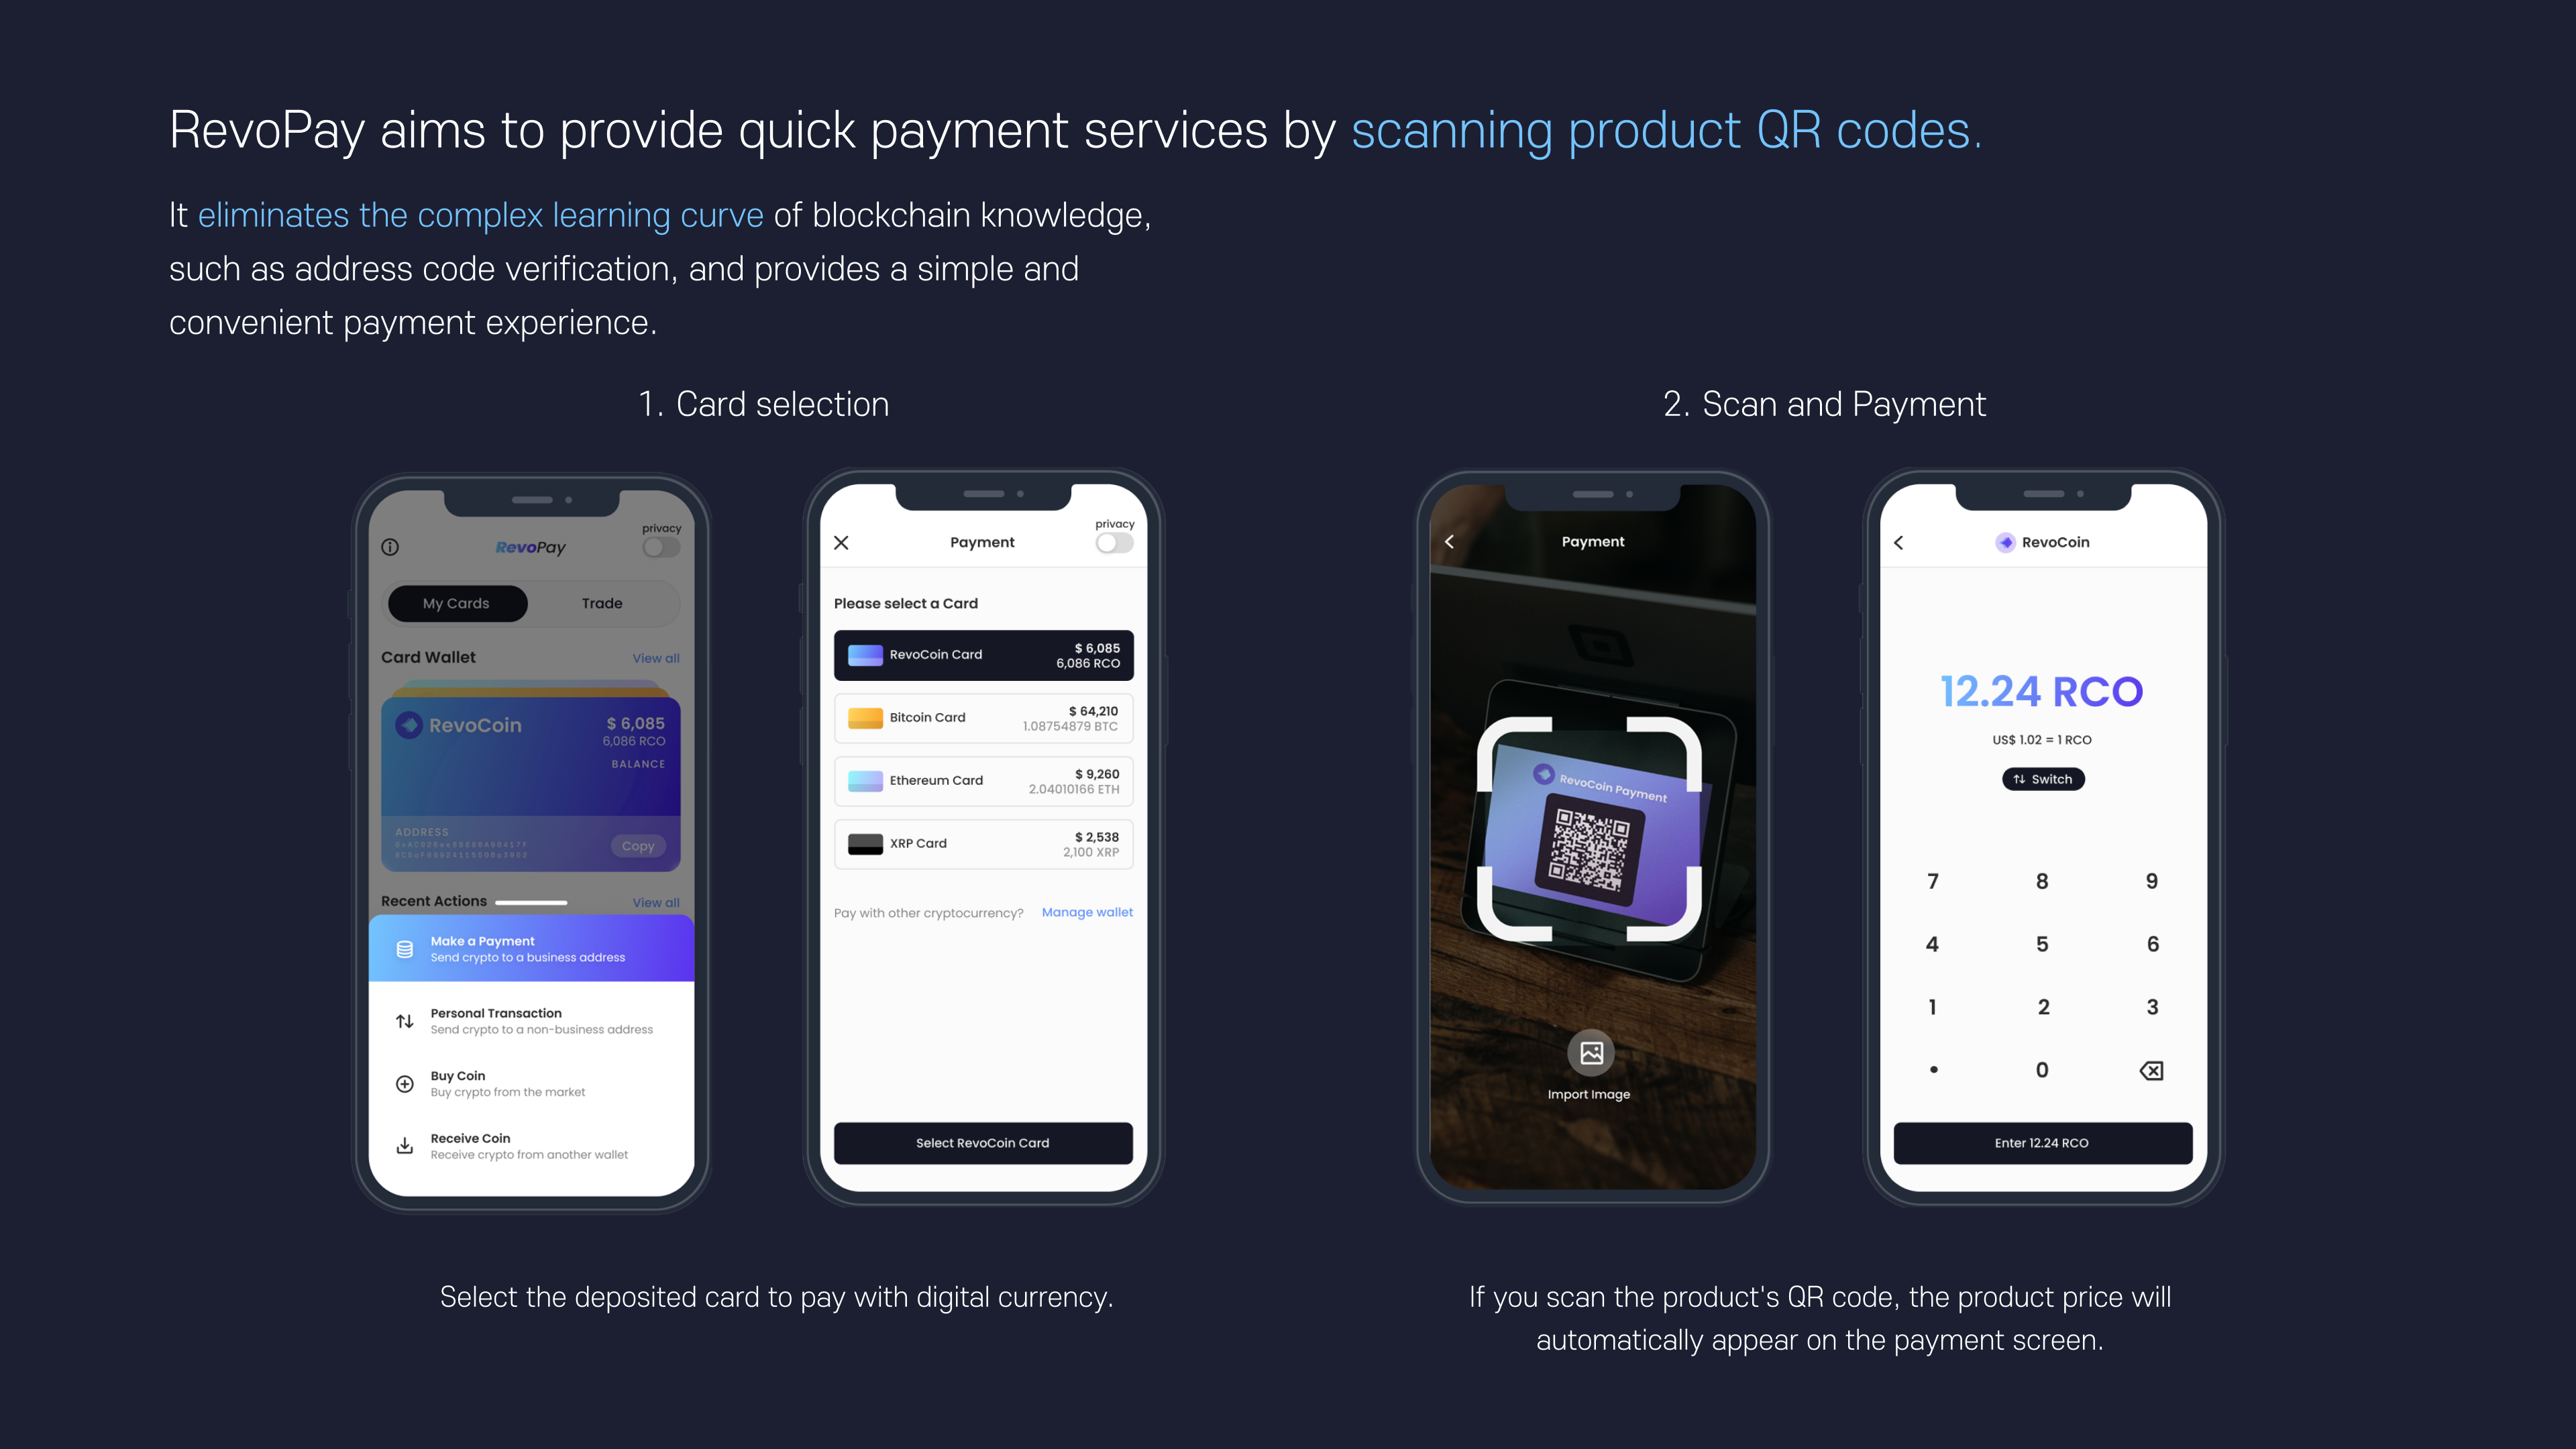 RevoPay aims to provide quick payment services by scanning product QR codes.
It eliminates the complex learning curve of blockchain knowledge,
such as address code verification, and provides a simple and
convenient payment experience.
1. Card selection
privacy
RevoPay
My Cards
Trade
Card Wallet
View all
RevoCoin
$ 6,085
6,086 RCO
BALANCE
ADDRESS
Copy
Recent Actions
View all
Make a Payment
Send crypto to a business address
Personal Transaction
Send crypto to a non-business address
Buy Coin
Buy crypto from the market
Receive Coin
Receive crypto from another wallet
privacy
Payment
Please select a Card
RevoCoin Card
$ 6,085
6,086 RCO
Bitcoin Card
$ 64,210
1.08754879 BTC
Ethereum Card
$ 9,260
2.04010166 ETH
XRP Card
$ 2,538
2,100 XRP
Pay with other cryptocurrency? Manage wallet
Select RevoCoin Card
Select the deposited card to pay with digital currency.
2. Scan and Payment
Payment
RevoCoin Payment
Import Image
RevoCoin
12.24 RCO
US$ 1.02 = 1 RCO
Switch
7 8 9
4 5 6
1 2 3
• 0
Enter 12.24 RCO
If you scan the product's QR code, the product price will
automatically appear on the payment screen.